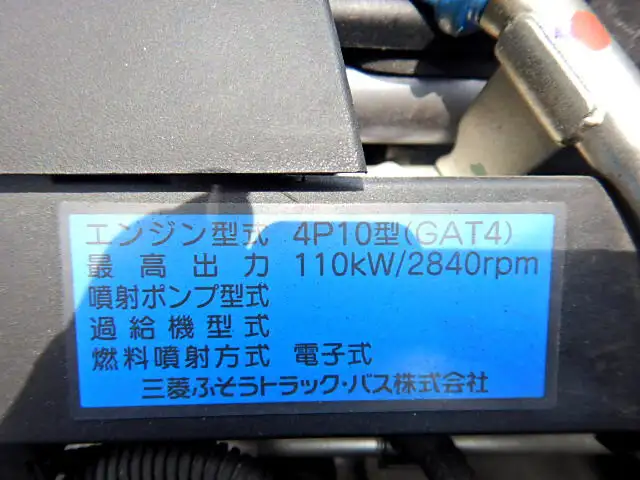 エンジン型式 4P10型(GAT4)
最高出力 110kW/2840rpm
噴射ポンプ型式
過給機型式
燃料噴射方式 電子式
三菱ふそうトラック・バス株式会社